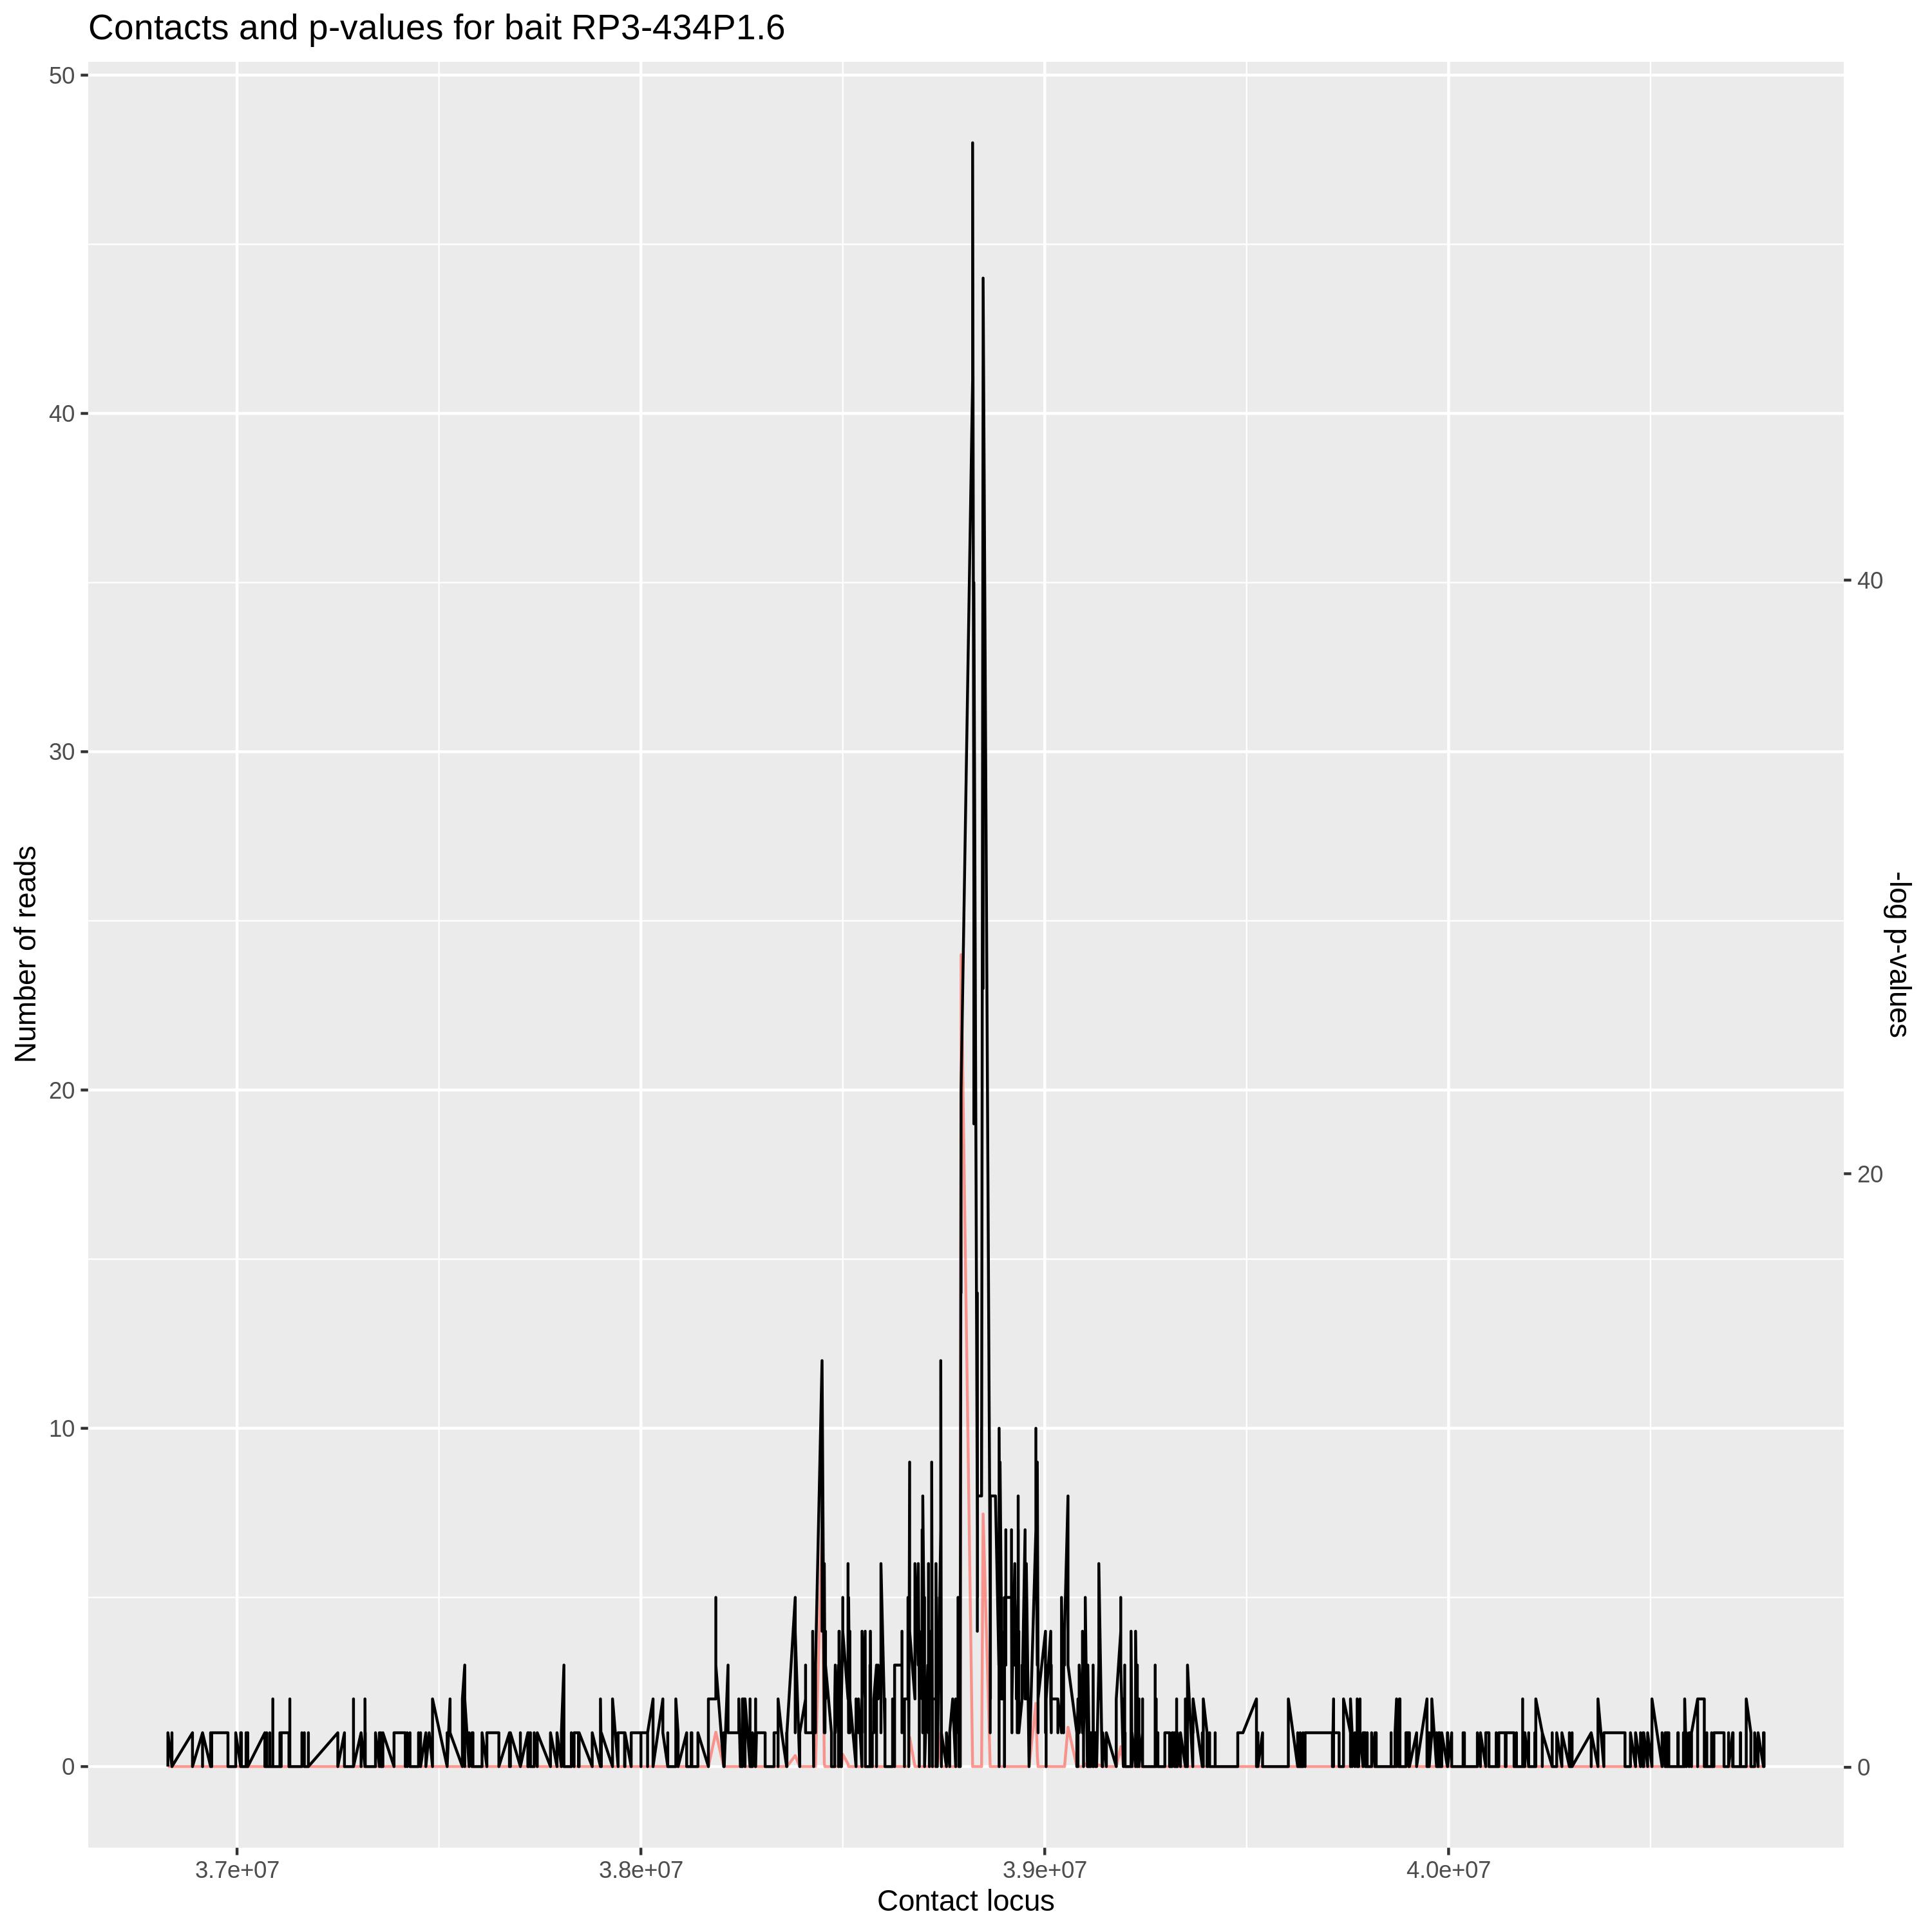 Contacts and p-values for bait RP3-434P1.6
50
40
30
20
10
0
Number of reads
40
20
0
-log p-values
3.7e+07
3.8e+07
3.9e+07
4.0e+07
Contact locus